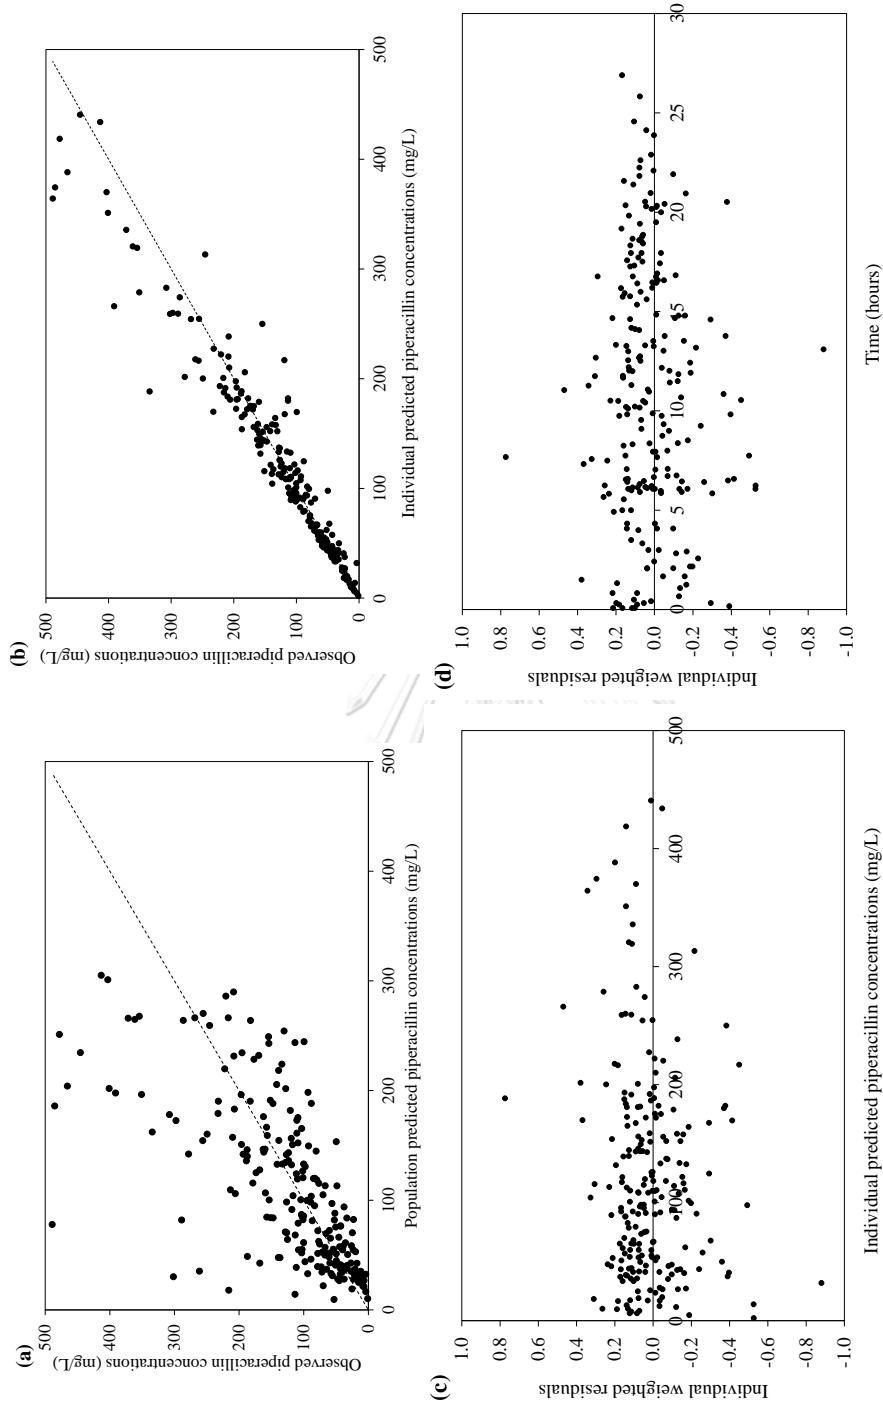 (a)
Observed piperacillin concentrations (mg/L)
500
400
300
200
100
0
0 100 200 300 400 500
Population predicted piperacillin concentrations (mg/L)
(b)
Observed piperacillin concentrations (mg/L)
500
400
300
200
100
0
0 100 200 300 400 500
Individual predicted piperacillin concentrations (mg/L)
(c)
Individual weighted residuals
1.0
0.8
0.6
0.4
0.2
0.0
-0.2
-0.4
-0.6
-0.8
-1.0
0 100 200 300 400 500
Individual predicted piperacillin concentrations (mg/L)
(d)
Individual weighted residuals
1.0
0.8
0.6
0.4
0.2
0.0
-0.2
-0.4
-0.6
-0.8
-1.0
0 5 10 15 20 25 30
Time (hours)